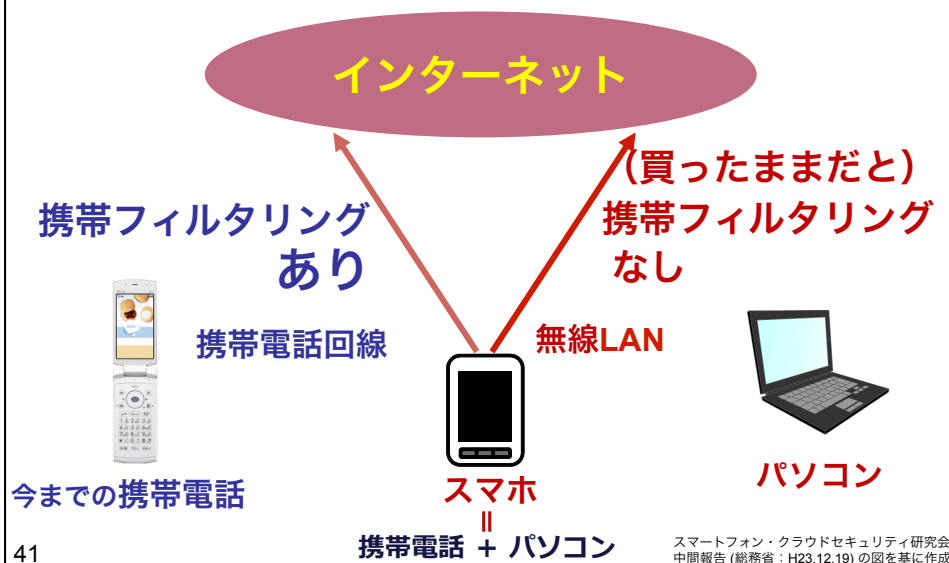 インターネット
（買ったままだと）
携帯フィルタリング
なし
携帯フィルタリング
あり
携帯電話回線
無線LAN
今までの携帯電話
スマホ
॥
携帯電話 + パソコン
パソコン
41
スマートフォン・クラウドセキュリティ研究会
中間報告 (総務省：H23.12.19) の図を基に作成